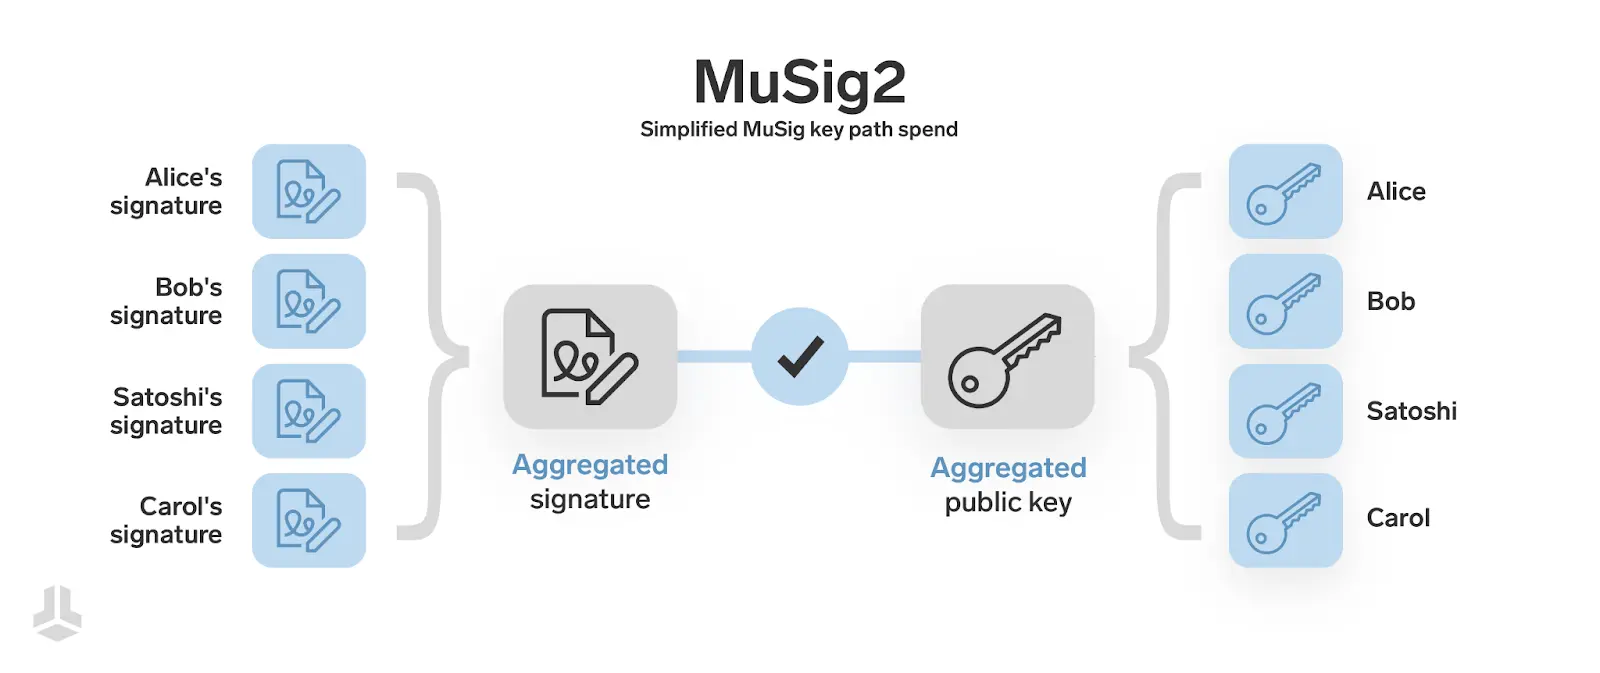 MuSig2
Simplified MuSig key path spend
Alice's
signature
Bob's
signature
Satoshi's
signature
Carol's
signature
Aggregated
signature
Aggregated
public key
Alice
Bob
Satoshi
Carol